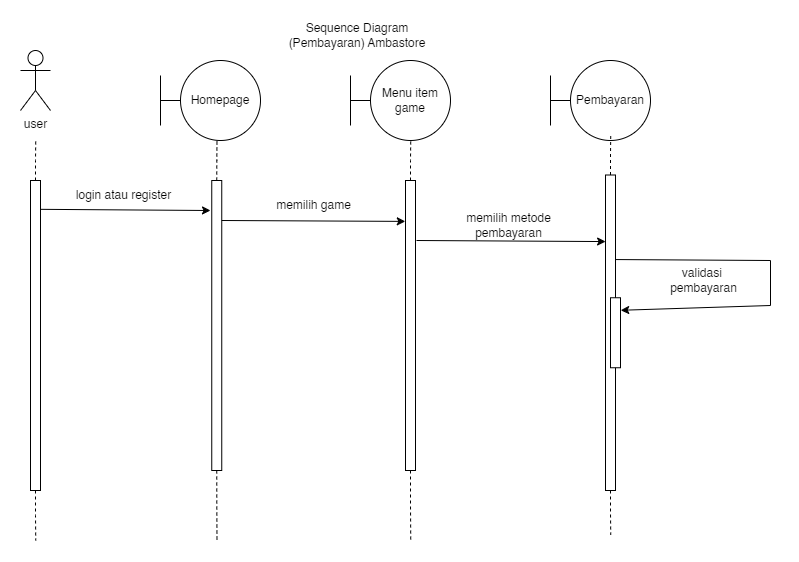 Sequence Diagram
(Pembayaran) Ambastore
user
Homepage
Menu item
game
Pembayaran
login atau register
memilih game
memilih metode
pembayaran
validasi
pembayaran